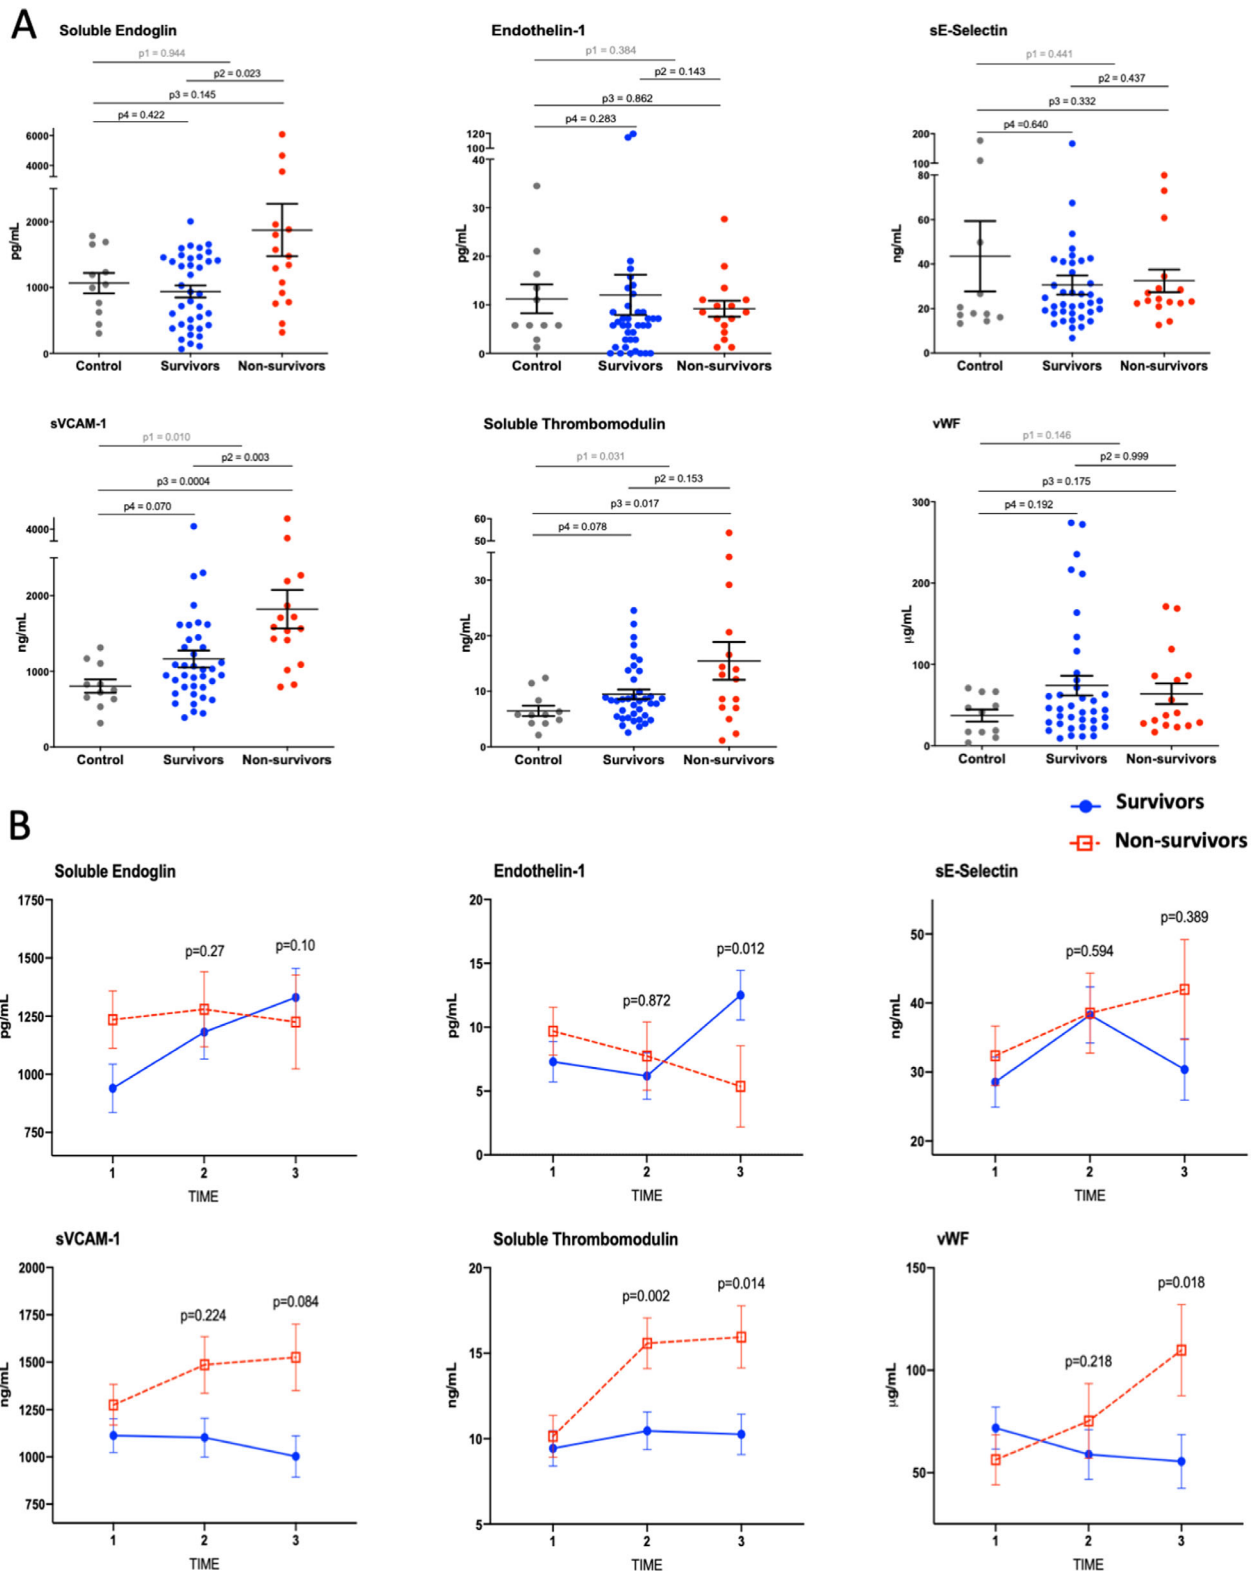 A
Soluble Endoglin
p1 = 0.944
p2 = 0.023
p3 = 0.145
p4 = 0.422
6000
4000
2000
1000
0
pg/mL
Control Survivors Non-survivors
Endothelin-1
p1 = 0.384
p2 = 0.143
p3 = 0.862
p4 = 0.283
120
100
40
30
20
10
0
pg/mL
Control Survivors Non-survivors
sE-Selectin
p1 = 0.441
p2 = 0.437
p3 = 0.332
p4 =0.640
200
100
80
60
40
20
0
ng/mL
Control Survivors Non-survivors
sVCAM-1
p1 = 0.010
p2 = 0.003
p3 = 0.0004
p4 = 0.070
4000
2000
1000
0
ng/mL
Control Survivors Non-survivors
Soluble Thrombomodulin
p1 = 0.031
p2 = 0.153
p3 = 0.017
p4 = 0.078
60
50
30
20
10
0
ng/mL
Control Survivors Non-survivors
vWF
p1 = 0.146
p2 = 0.999
p3 = 0.175
p4 = 0.192
300
200
100
0
µg/mL
Control Survivors Non-survivors
B
Survivors
Non-survivors
Soluble Endoglin
1750
1500
1250
1000
750
pg/mL
p=0.27
p=0.10
1 2 3
TIME
Endothelin-1
20
15
10
5
0
pg/mL
p=0.872
p=0.012
1 2 3
TIME
sE-Selectin
50
40
30
20
ng/mL
p=0.594
p=0.389
1 2 3
TIME
sVCAM-1
2000
1750
1500
1250
1000
750
ng/mL
p=0.224
p=0.084
1 2 3
TIME
Soluble Thrombomodulin
20
15
10
5
ng/mL
p=0.002
p=0.014
1 2 3
TIME
vWF
150
100
50
µg/mL
p=0.218
p=0.018
1 2 3
TIME